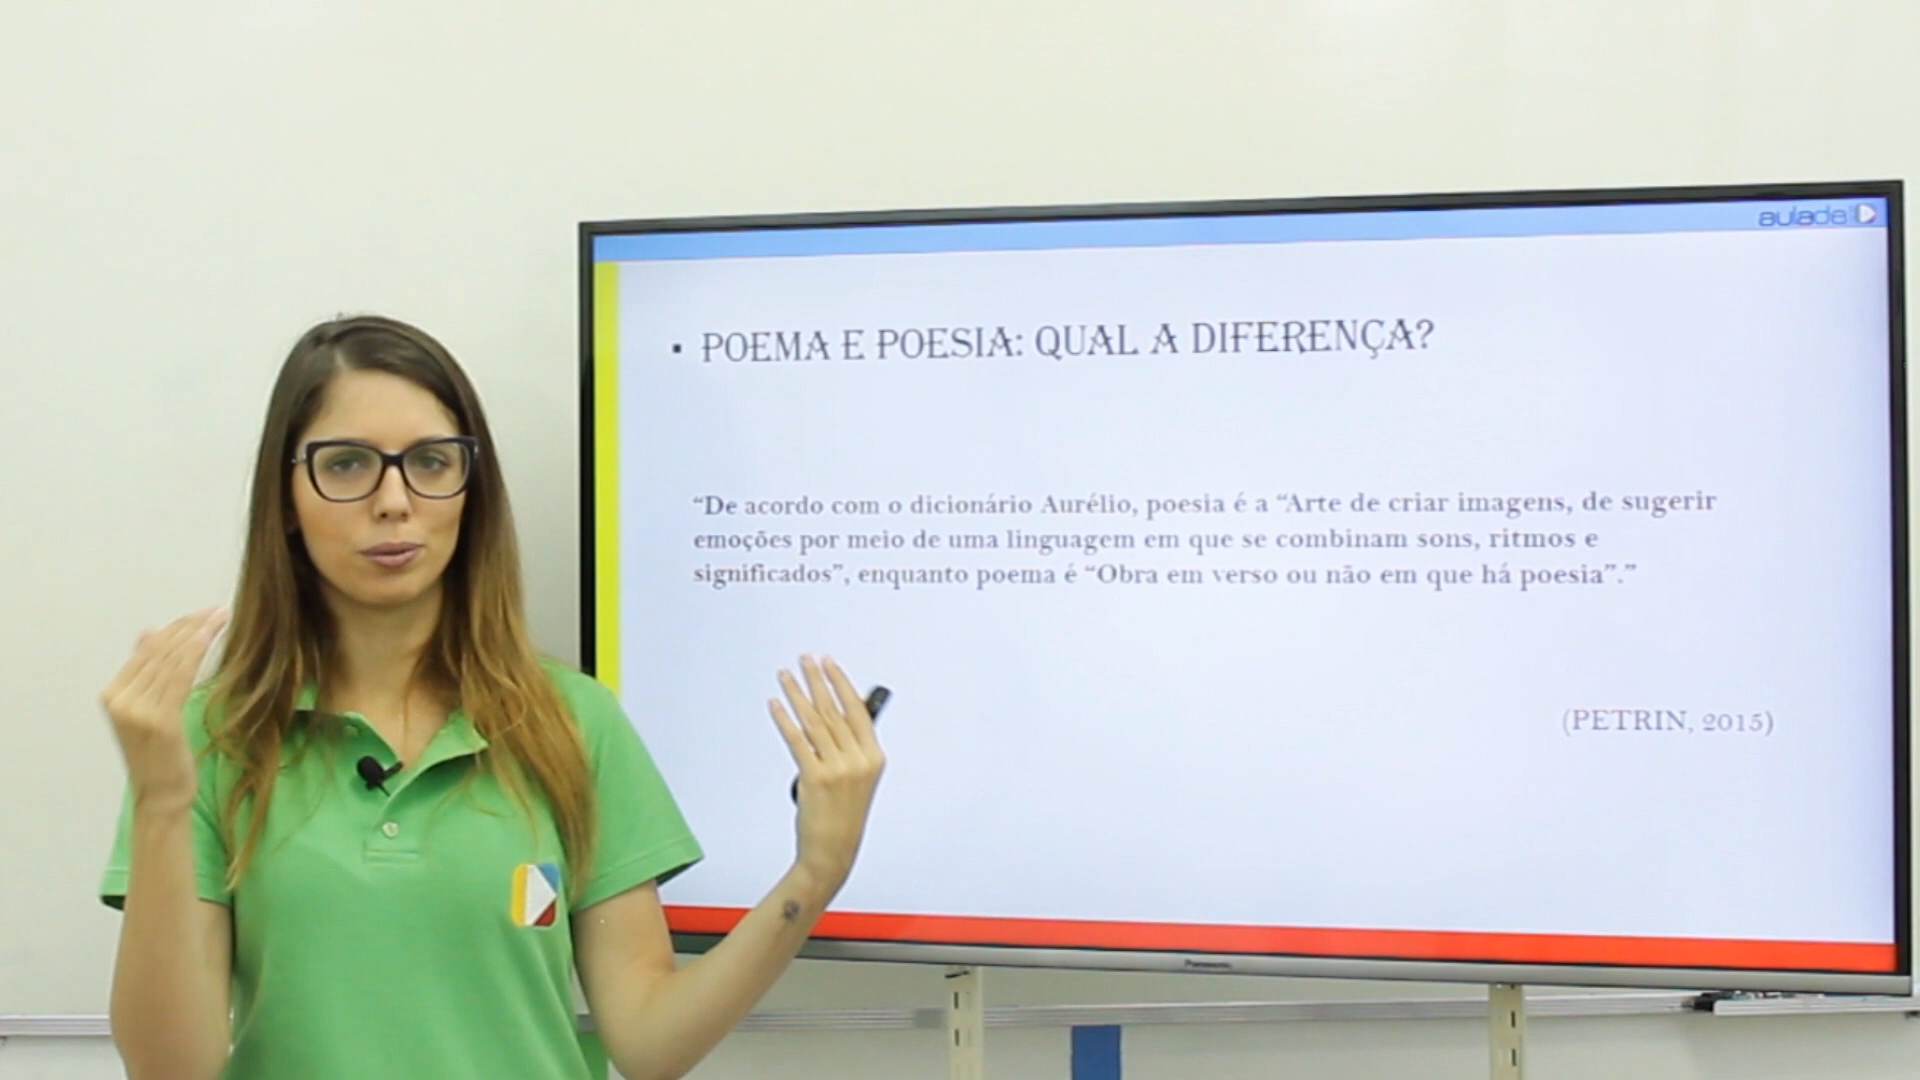 aulade
▪ POEMA E POESIA: QUAL A DIFERENÇA?
“De acordo com o dicionário Aurélio, poesia é a “Arte de criar imagens, de sugerir
emoções por meio de uma linguagem em que se combinam sons, ritmos e
significados”, enquanto poema é “Obra em verso ou não em que há poesia”.”
(PETRIN, 2015)
Panasonic